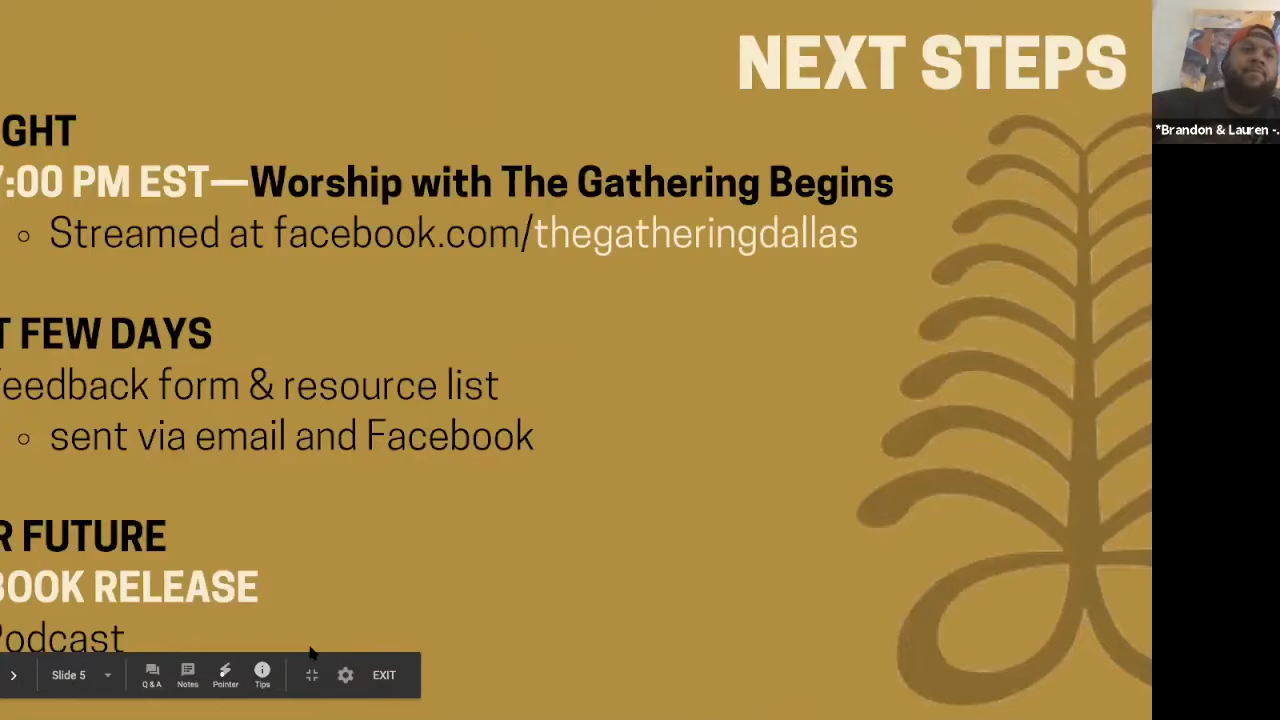 NEXT STEPS
GHT
7:00 PM EST—Worship with The Gathering Begins
Streamed at facebook.com/thegatheringdallas
T FEW DAYS
feedback form & resource list
sent via email and Facebook
R FUTURE
BOOK RELEASE
Podcast
Slide 5
Q & A
Notes
Pointer
Tips
EXIT
*Brandon & Lauren -.